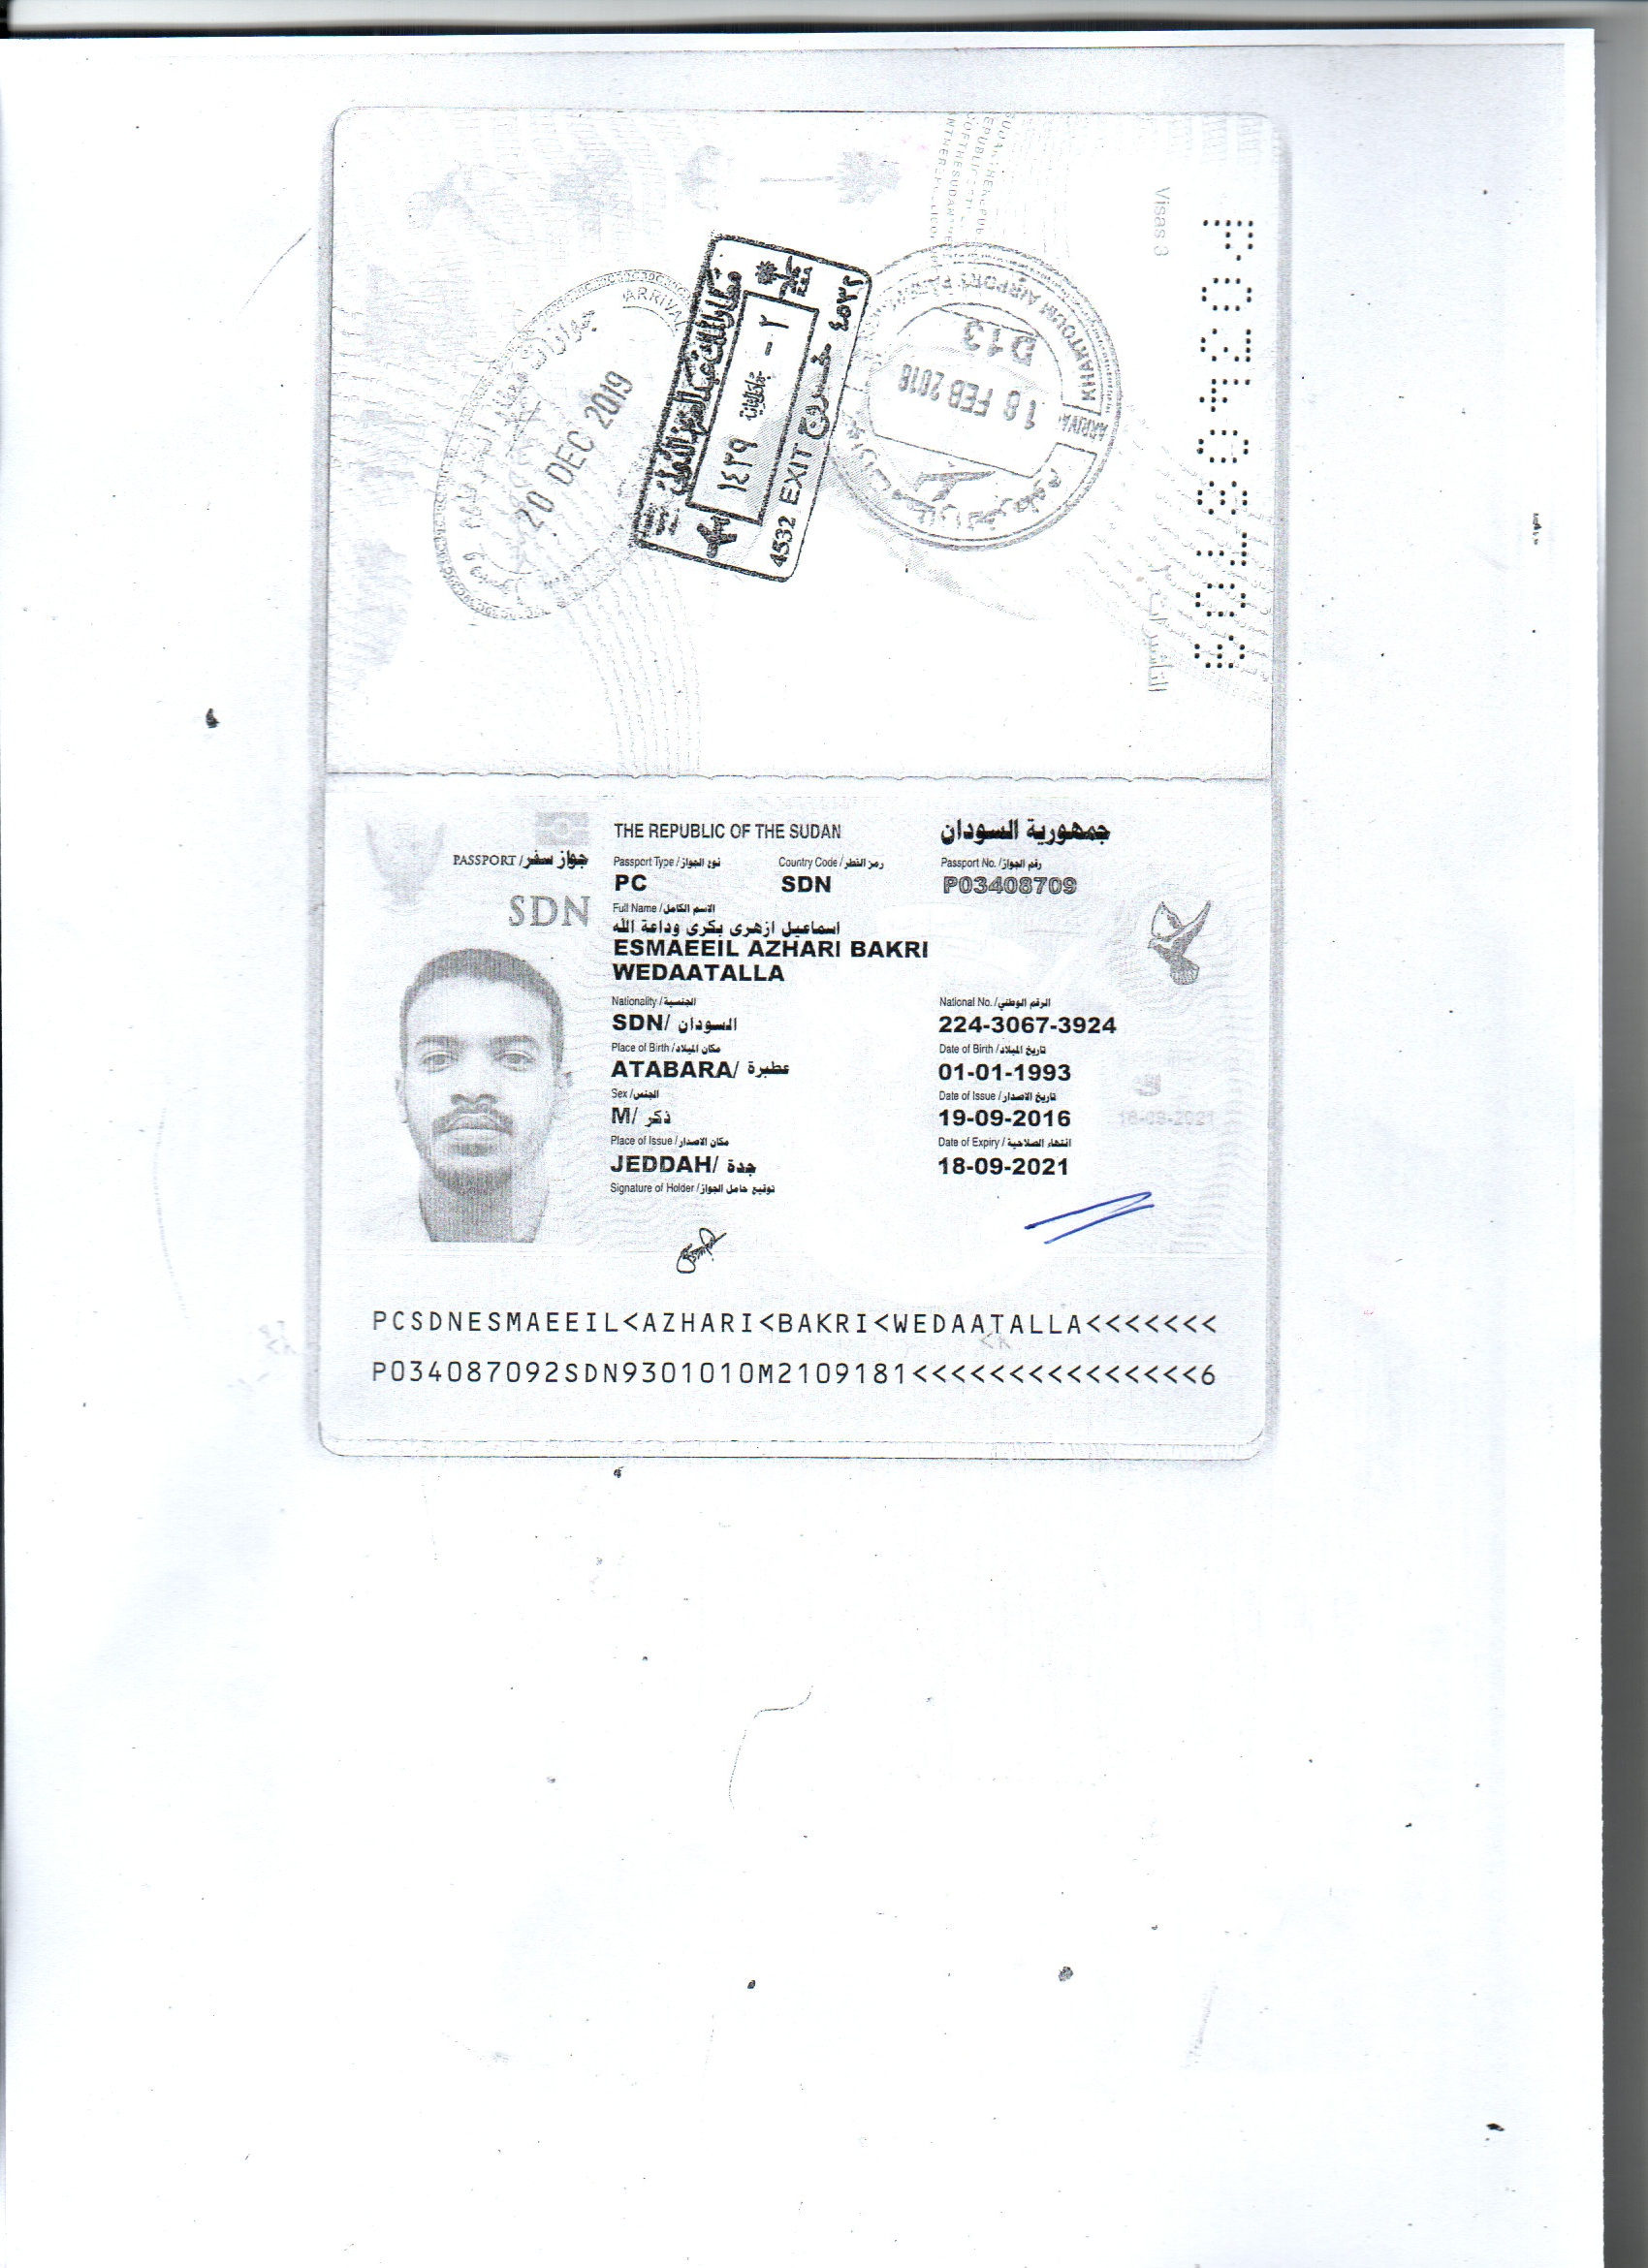 Visas 3
التأشيرات
P03408709
ARRIVAL
20 DEC 2019
٤٥٣٢ خروج
٢ -
١٤٣٩
4532 EXIT
KHARTOUM AIRPORT
ARRIVAL
D13
18 FEB 2018
THE REPUBLIC OF THE SUDAN جمهورية السودان
PASSPORT / جواز سفر
Passport Type / نوع الجواز Country Code / رمز القطر Passport No. / رقم الجواز
PC SDN P03408709
SDN
Full Name / الاسم الكامل
اسماعيل ازهرى بكرى وداعة الله
ESMAEEIL AZHARI BAKRI
WEDAATALLA
Nationality / الجنسية National No. / الرقم الوطني
SDN/ السودان 224-3067-3924
Place of Birth / مكان الميلاد Date of Birth / تاريخ الميلاد
ATABARA/ عطبرة 01-01-1993
Sex / الجنس Date of Issue / تاريخ الاصدار
M/ ذكر 19-09-2016
18-09-2021
Place of Issue / مكان الاصدار Date of Expiry / انتهاء الصلاحية
JEDDAH/ جدة 18-09-2021
Signature of Holder / توقيع حامل الجواز
PCSDNESMAEEIL<AZHARI<BAKRI<WEDAATALLA<<<<<<<
P034087092SDN9301010M2109181<<<<<<<<<<<<<<<6